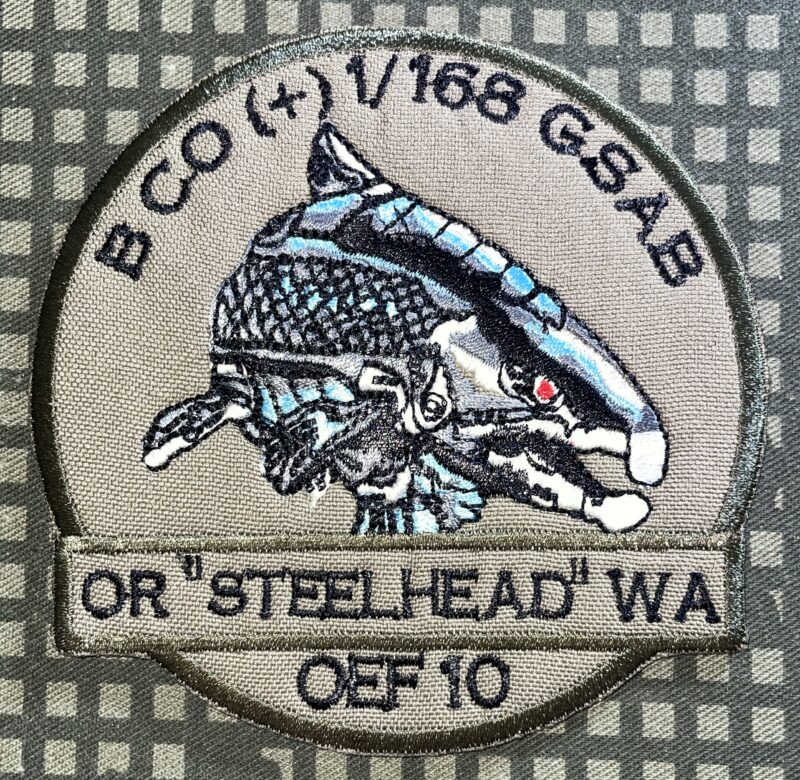 B CO (+) 1/168 GSAB
OR "STEELHEAD" WA
OEF 10